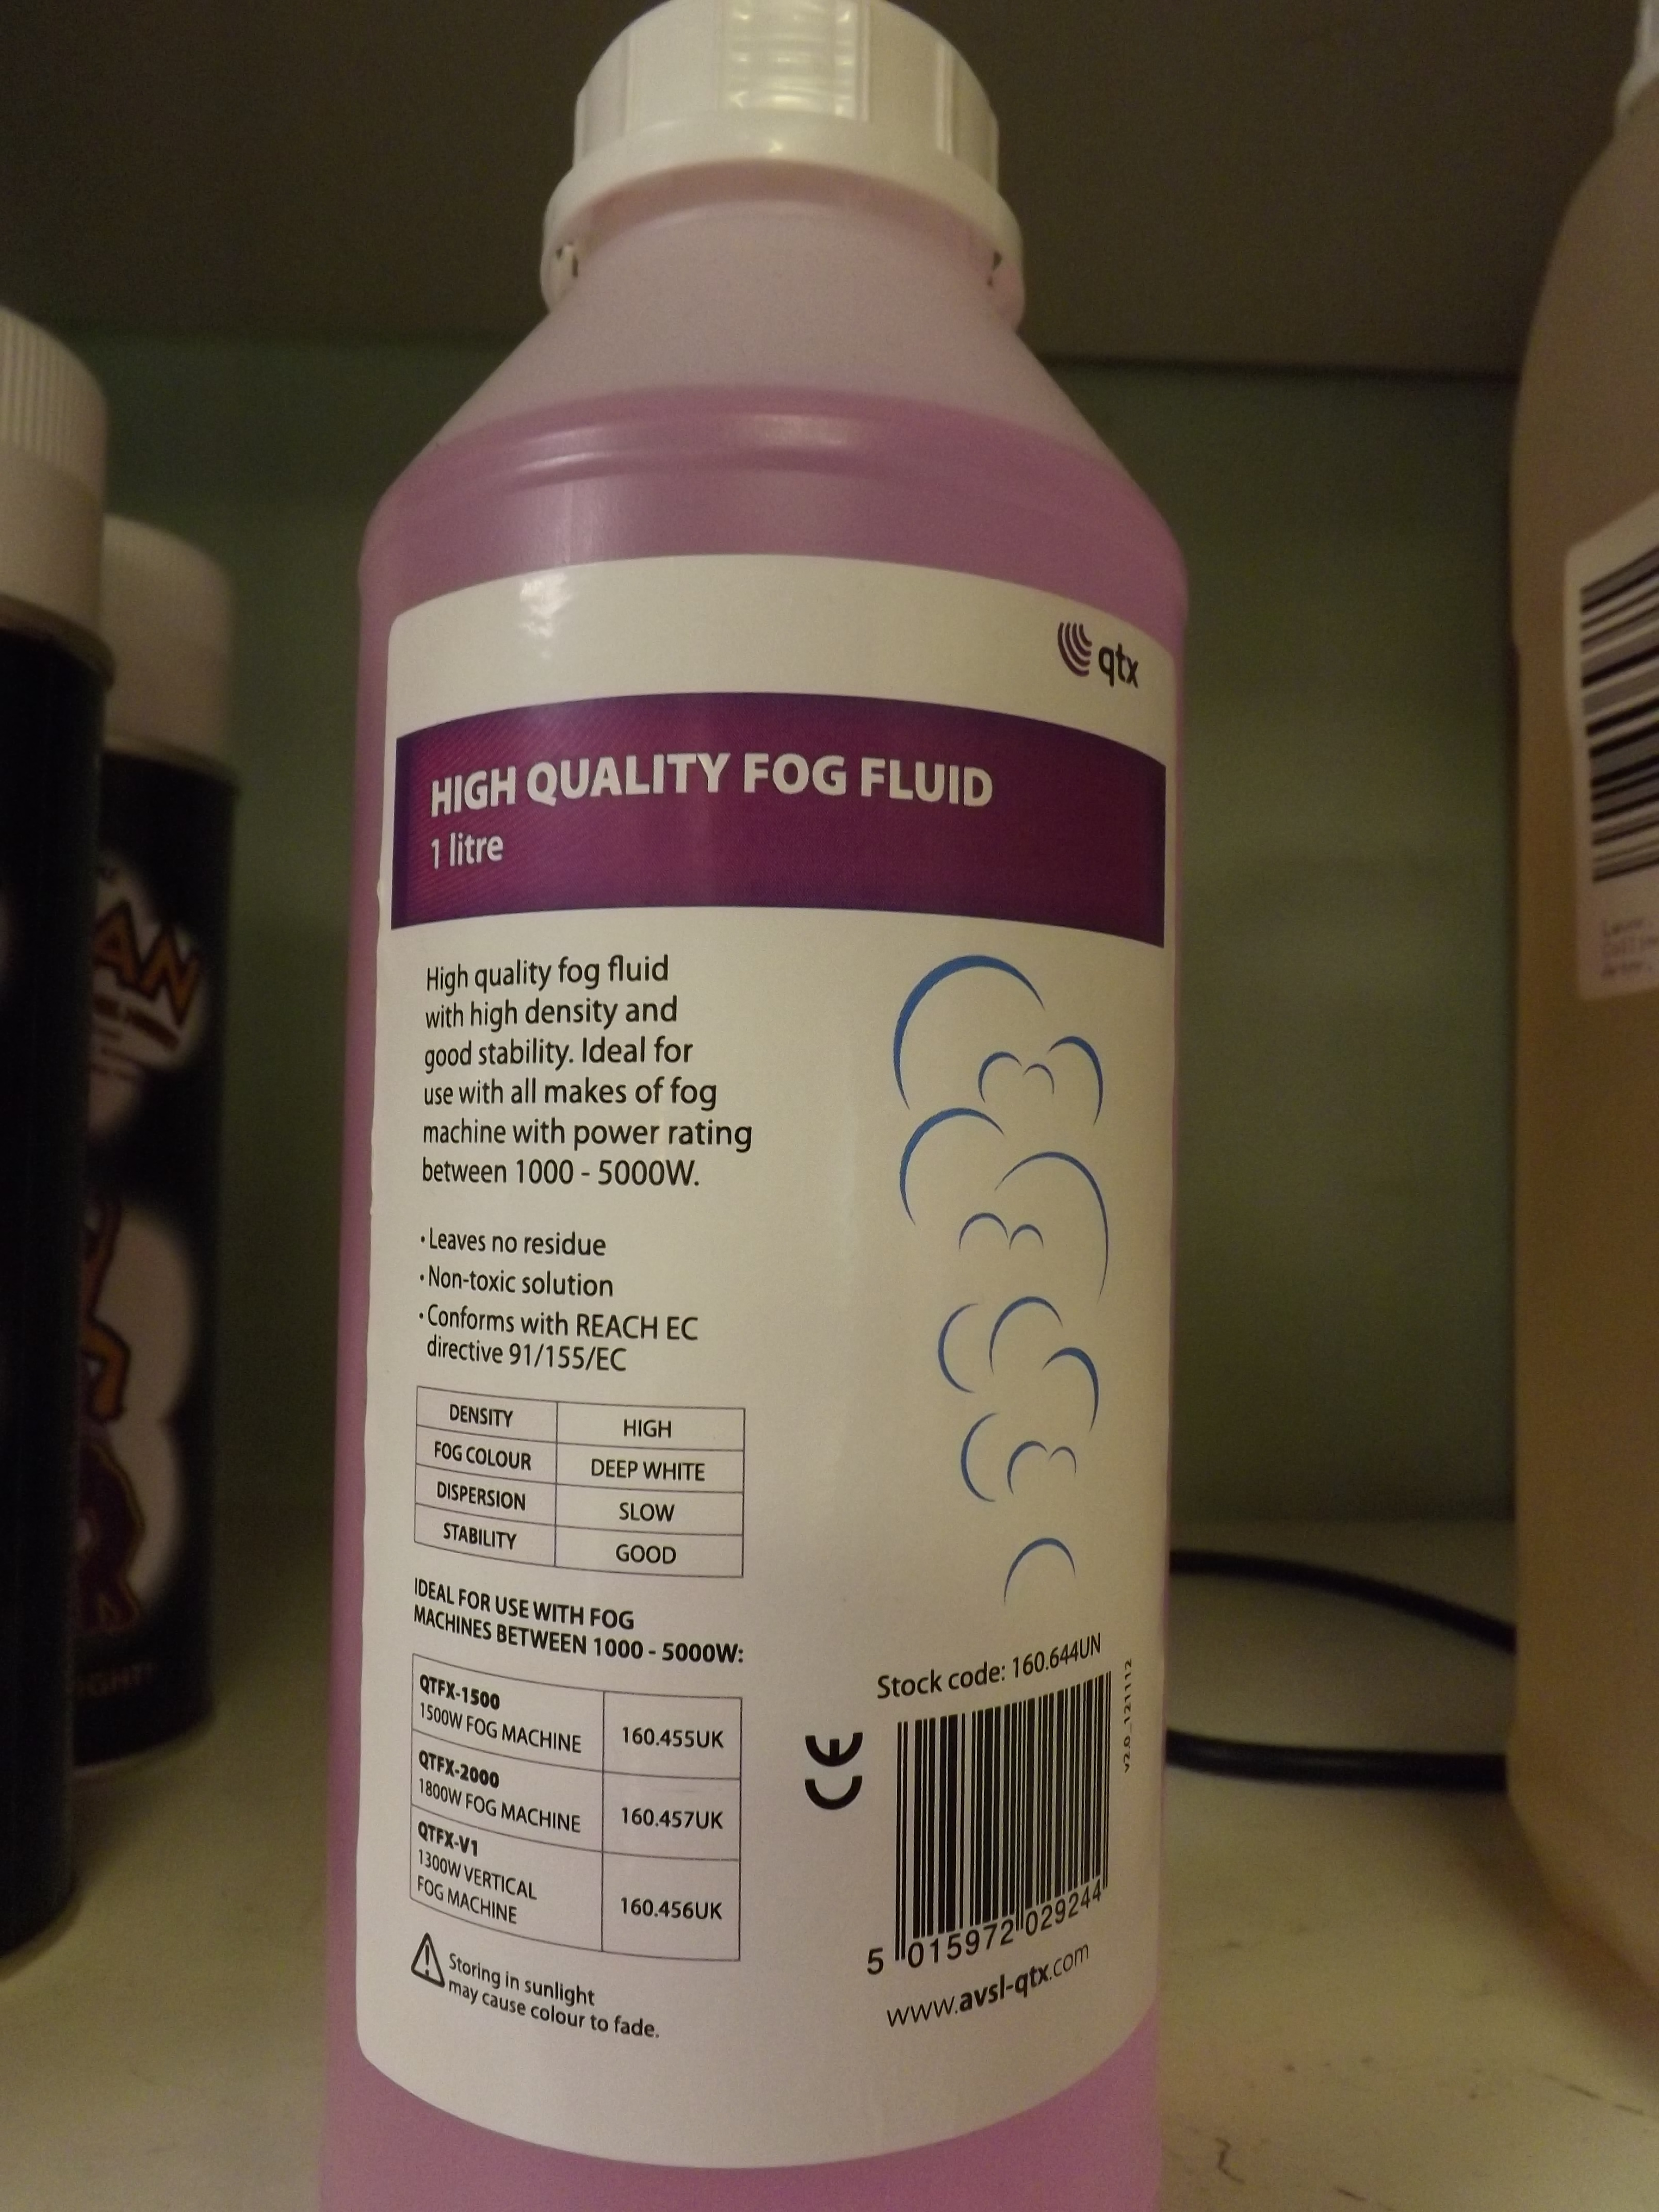 qtx
HIGH QUALITY FOG FLUID
1 litre
High quality fog fluid
with high density and
good stability. Ideal for
use with all makes of fog
machine with power rating
between 1000 - 5000W.
· Leaves no residue
· Non-toxic solution
· Conforms with REACH EC
directive 91/155/EC
DENSITY HIGH
FOG COLOUR DEEP WHITE
DISPERSION SLOW
STABILITY GOOD
IDEAL FOR USE WITH FOG
MACHINES BETWEEN 1000 - 5000W:
QTFX-1500
1500W FOG MACHINE 160.455UK
QTFX-2000
1800W FOG MACHINE 160.457UK
QTFX-V1
1300W VERTICAL
FOG MACHINE 160.456UK
Storing in sunlight
may cause colour to fade.
Stock code: 160.644UN
v2.0_121112
CE
5 015972 029244
www.avsl-qtx.com
AN